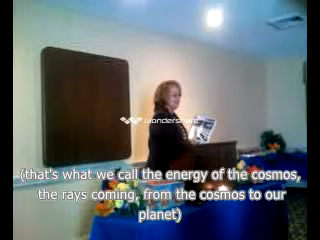 wondershare
(that's what we call the energy of the cosmos,
the rays coming, from the cosmos to our
planet)